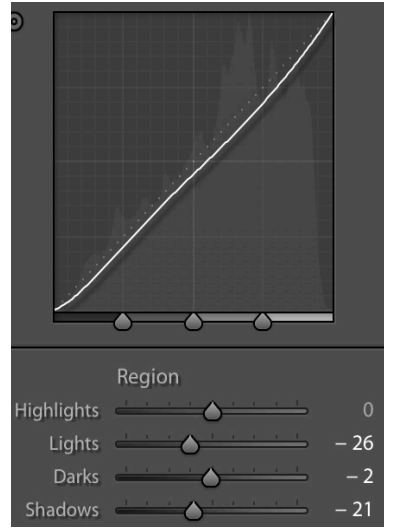 Region
Highlights 0
Lights – 26
Darks – 2
Shadows – 21